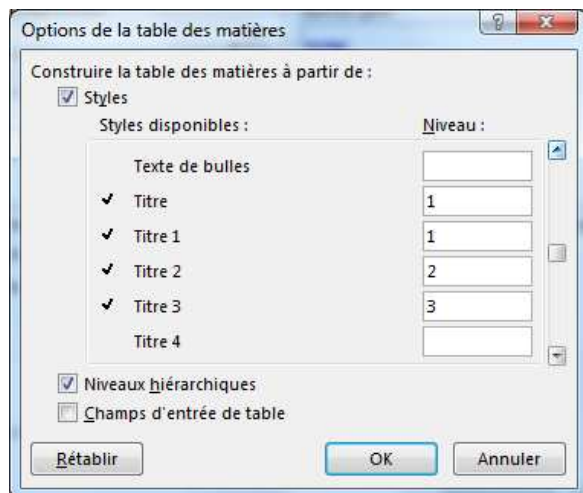 Options de la table des matières
Construire la table des matières à partir de :
Styles
Styles disponibles : Niveau :
Texte de bulles
Titre 1
Titre 1 1
Titre 2 2
Titre 3 3
Titre 4
Niveaux hiérarchiques
Champs d'entrée de table
Rétablir OK Annuler